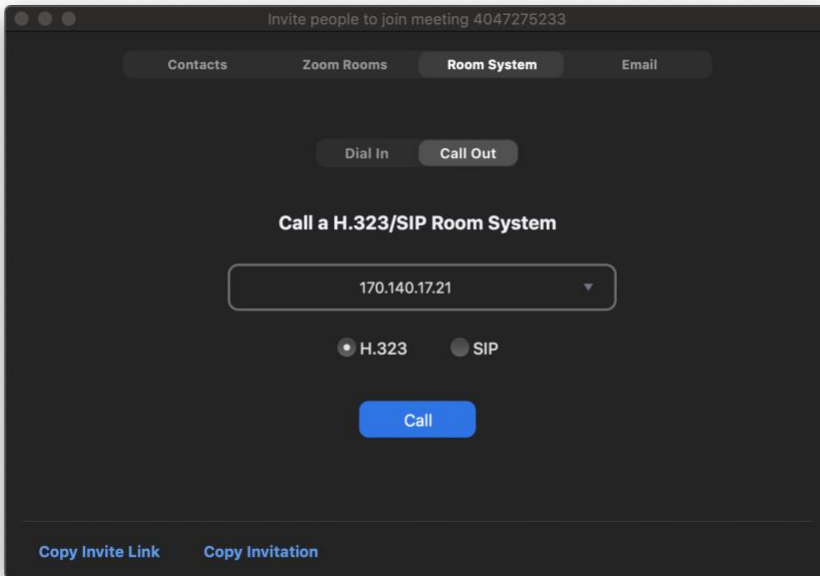 Invite people to join meeting 4047275233
Contacts Zoom Rooms Room System Email
Dial In Call Out
Call a H.323/SIP Room System
170.140.17.21
H.323 SIP
Call
Copy Invite Link Copy Invitation